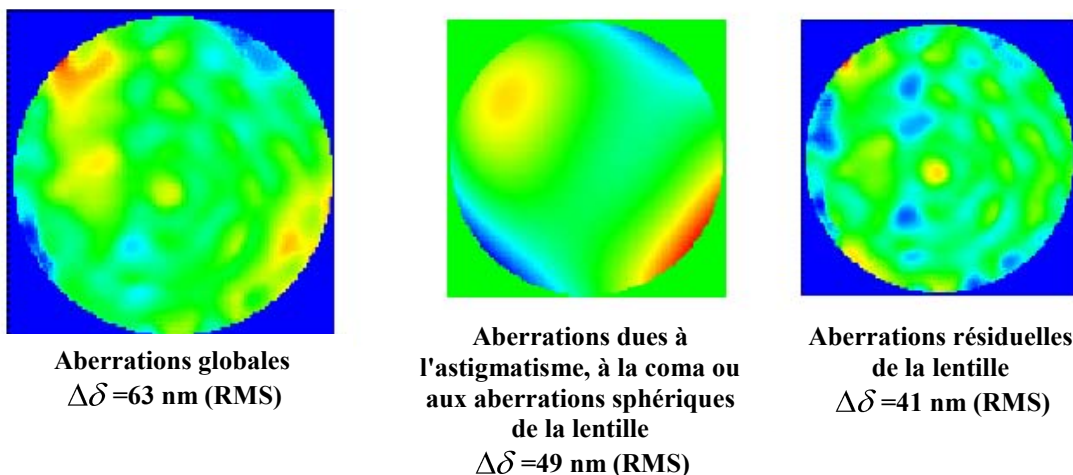 Aberrations globales
Δδ =63 nm (RMS)
Aberrations dues à
l'astigmatisme, à la coma ou
aux aberrations sphériques
de la lentille
Δδ =49 nm (RMS)
Aberrations résiduelles
de la lentille
Δδ =41 nm (RMS)